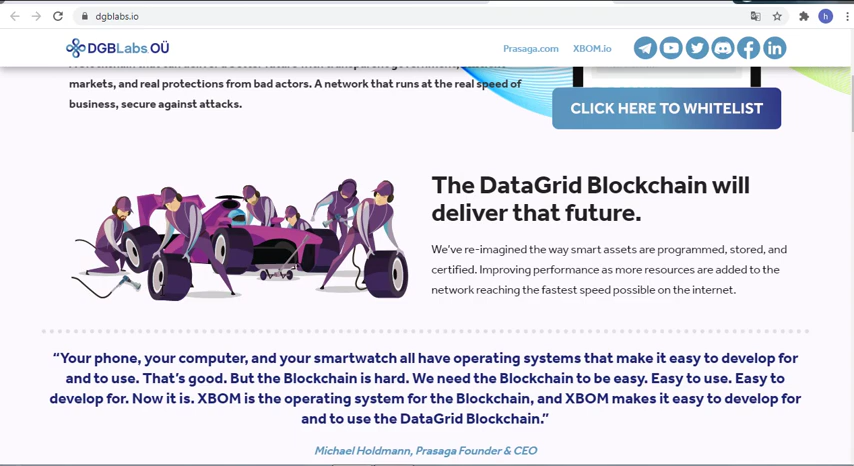 dgblabs.io
h
DGBLabs OÜ
Prasaga.com XBOM.io
markets, and real protections from bad actors. A network that runs at the real speed of
business, secure against attacks.
CLICK HERE TO WHITELIST
The DataGrid Blockchain will
deliver that future.
We've re-imagined the way smart assets are programmed, stored, and
certified. Improving performance as more resources are added to the
network reaching the fastest speed possible on the internet.
“Your phone, your computer, and your smartwatch all have operating systems that make it easy to develop for
and to use. That's good. But the Blockchain is hard. We need the Blockchain to be easy. Easy to use. Easy to
develop for. Now it is. XBOM is the operating system for the Blockchain, and XBOM makes it easy to develop for
and to use the DataGrid Blockchain.”
Michael Holdmann, Prasaga Founder & CEO